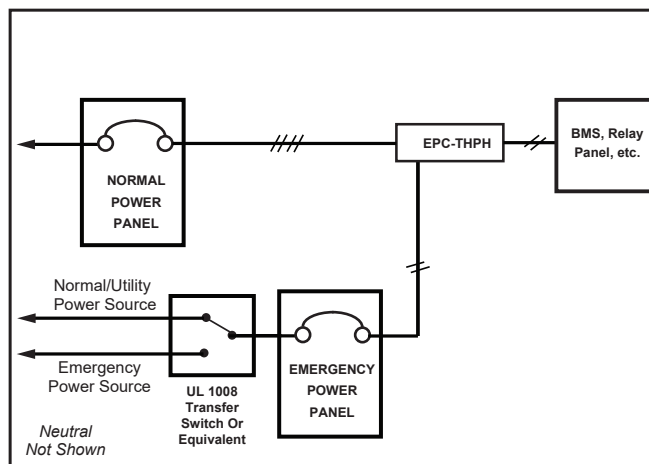 NORMAL
POWER
PANEL
EPC-THPH
BMS, Relay
Panel, etc.
Normal/Utility
Power Source
Emergency
Power Source
UL 1008
Transfer
Switch Or
Equivalent
EMERGENCY
POWER
PANEL
Neutral
Not Shown